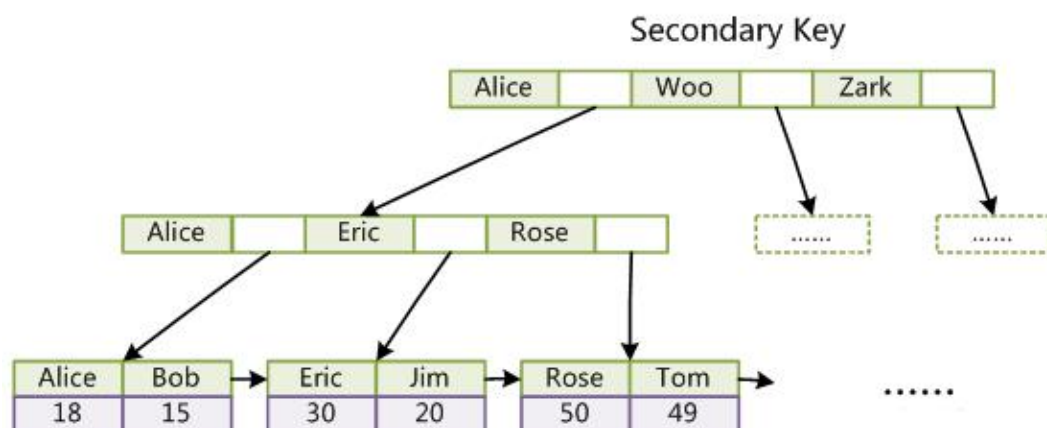 Secondary Key
Alice Woo Zark
Alice Eric Rose
...... ......
Alice Bob Eric Jim Rose Tom
18 15 30 20 50 49
......